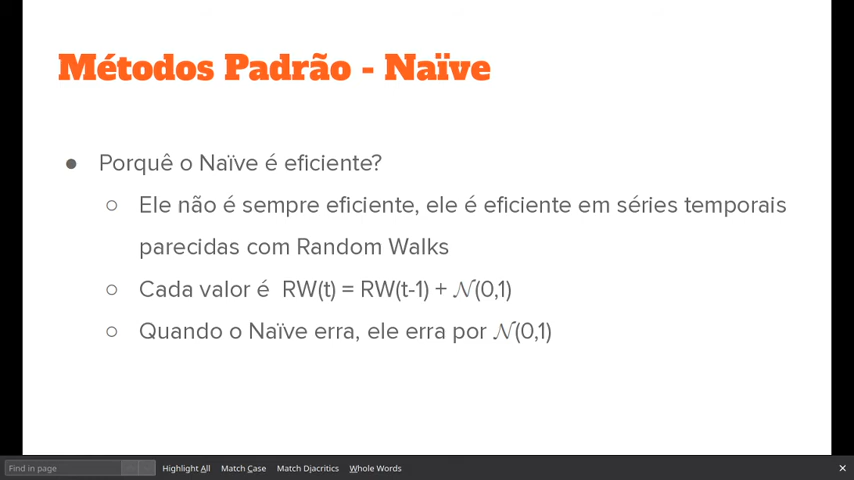 Métodos Padrão - Naïve
● Porquê o Naïve é eficiente?
○ Ele não é sempre eficiente, ele é eficiente em séries temporais
parecidas com Random Walks
○ Cada valor é RW(t) = RW(t-1) + 𝒩(0,1)
○ Quando o Naïve erra, ele erra por 𝒩(0,1)
Find in page Highlight All Match Case Match Diacritics Whole Words